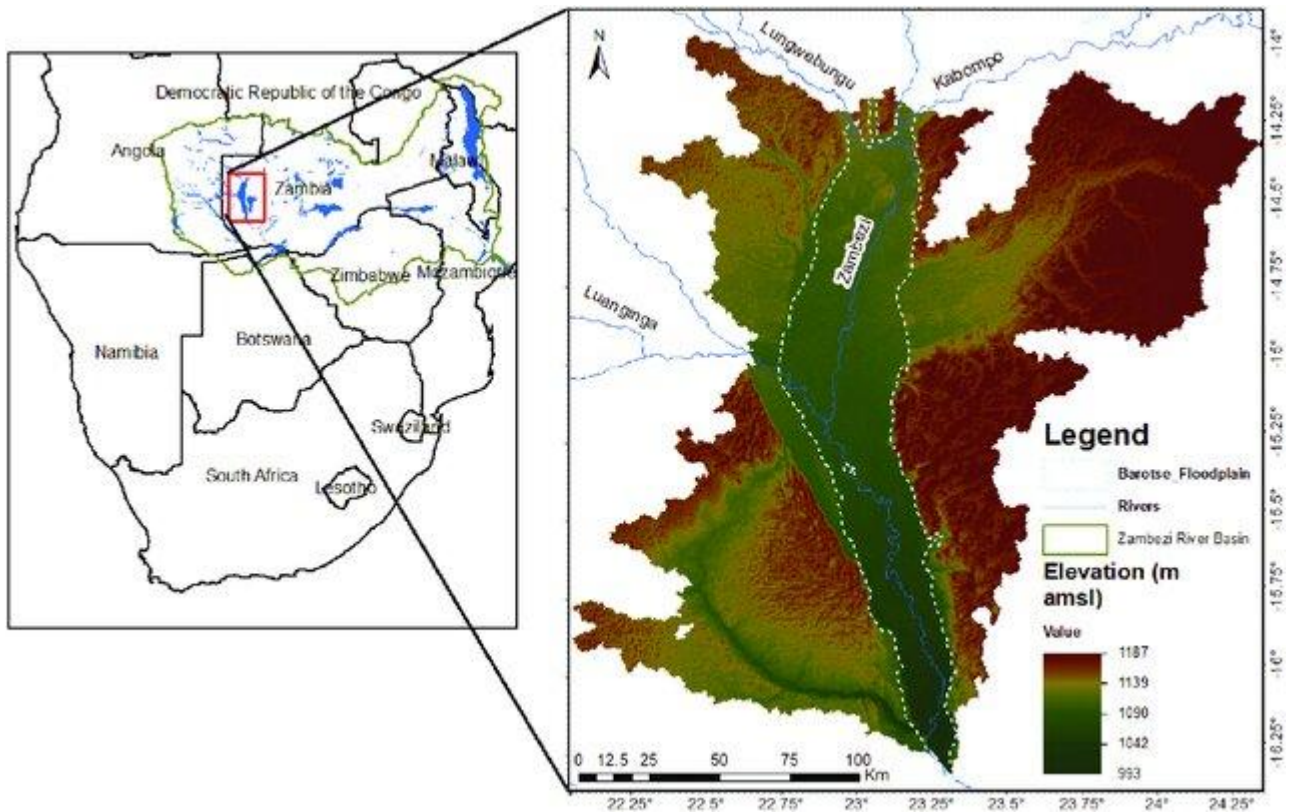 Democratic Republic of the Congo
Angola
Malawi
Zambia
Zimbabwe
Mozambique
Namibia
Botswana
Swaziland
South Africa
Lesotho
N
Lungwebungu
Kabompo
Zambezi
Luanginga
Legend
Barotse_Floodplain
Rivers
Zambezi River Basin
Elevation (m
amsl)
Value
1187
1139
1090
1042
993
0 12.5 25 50 75 100
Km
-14°
-14.25°
-14.5°
-14.75°
-15°
-15.25°
-15.5°
-15.75°
-16°
-16.25°
22.25° 22.5° 22.75° 23° 23.25° 23.5° 23.75° 24° 24.25°